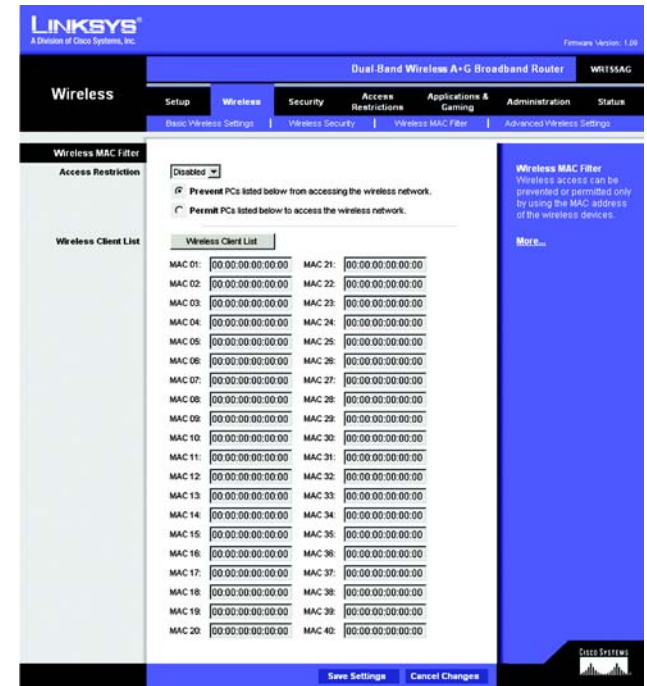 LINKSYS®
A Division of Cisco Systems, Inc.
Firmware Version: 1.00
Dual-Band Wireless A+G Broadband Router WRT55AG
Wireless
Setup Wireless Security Access Restrictions Applications & Gaming Administration Status
Basic Wireless Settings | Wireless Security | Wireless MAC Filter | Advanced Wireless Settings
Wireless MAC Filter
Access Restriction
Disabled
Prevent PCs listed below from accessing the wireless network.
Permit PCs listed below to access the wireless network.
Wireless MAC Filter
Wireless access can be
prevented or permitted only
by using the MAC address
of the wireless devices.
More...
Wireless Client List
Wireless Client List
MAC 01: 00:00:00:00:00:00 MAC 21: 00:00:00:00:00:00
MAC 02: 00:00:00:00:00:00 MAC 22: 00:00:00:00:00:00
MAC 03: 00:00:00:00:00:00 MAC 23: 00:00:00:00:00:00
MAC 04: 00:00:00:00:00:00 MAC 24: 00:00:00:00:00:00
MAC 05: 00:00:00:00:00:00 MAC 25: 00:00:00:00:00:00
MAC 06: 00:00:00:00:00:00 MAC 26: 00:00:00:00:00:00
MAC 07: 00:00:00:00:00:00 MAC 27: 00:00:00:00:00:00
MAC 08: 00:00:00:00:00:00 MAC 28: 00:00:00:00:00:00
MAC 09: 00:00:00:00:00:00 MAC 29: 00:00:00:00:00:00
MAC 10: 00:00:00:00:00:00 MAC 30: 00:00:00:00:00:00
MAC 11: 00:00:00:00:00:00 MAC 31: 00:00:00:00:00:00
MAC 12: 00:00:00:00:00:00 MAC 32: 00:00:00:00:00:00
MAC 13: 00:00:00:00:00:00 MAC 33: 00:00:00:00:00:00
MAC 14: 00:00:00:00:00:00 MAC 34: 00:00:00:00:00:00
MAC 15: 00:00:00:00:00:00 MAC 35: 00:00:00:00:00:00
MAC 16: 00:00:00:00:00:00 MAC 36: 00:00:00:00:00:00
MAC 17: 00:00:00:00:00:00 MAC 37: 00:00:00:00:00:00
MAC 18: 00:00:00:00:00:00 MAC 38: 00:00:00:00:00:00
MAC 19: 00:00:00:00:00:00 MAC 39: 00:00:00:00:00:00
MAC 20: 00:00:00:00:00:00 MAC 40: 00:00:00:00:00:00
Save Settings Cancel Changes
CISCO SYSTEMS